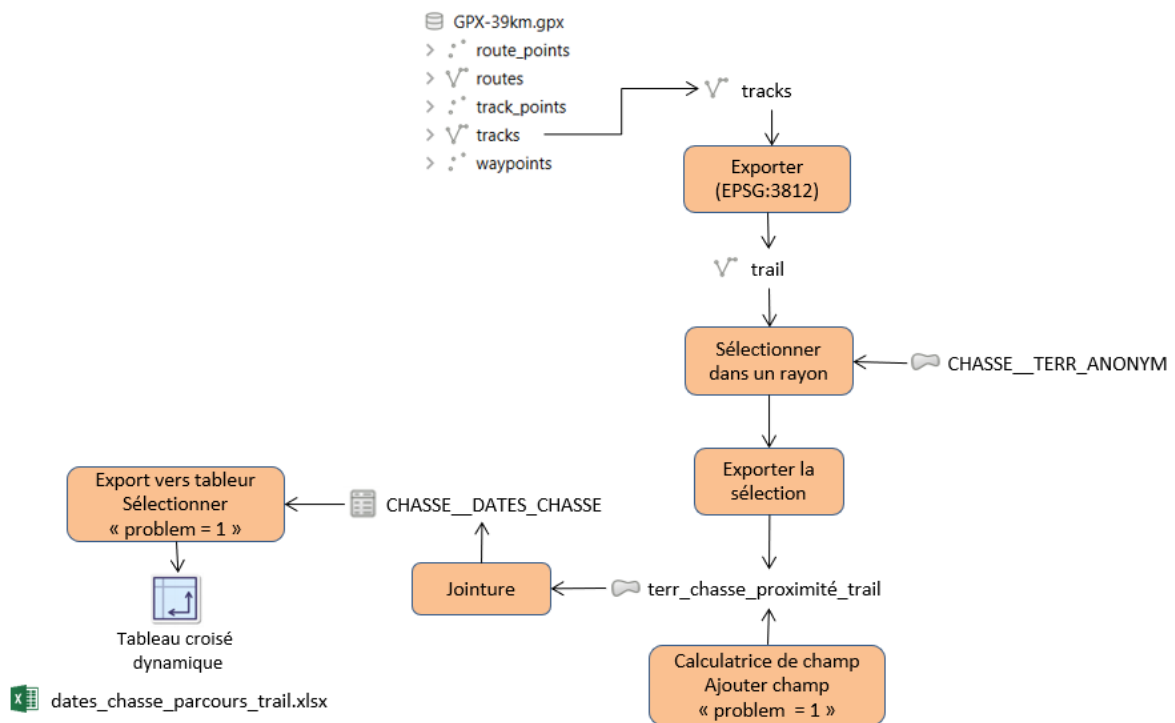 GPX-39km.gpx
route_points
routes
track_points
tracks
waypoints
tracks
Exporter
(EPSG:3812)
trail
Sélectionner
dans un rayon
CHASSE__TERR_ANONYM
Exporter la
sélection
Export vers tableur
Sélectionner
« problem = 1 »
CHASSE__DATES_CHASSE
Jointure
terr_chasse_proximité_trail
Tableau croisé
dynamique
Calculatrice de champ
Ajouter champ
« problem  = 1 »
dates_chasse_parcours_trail.xlsx